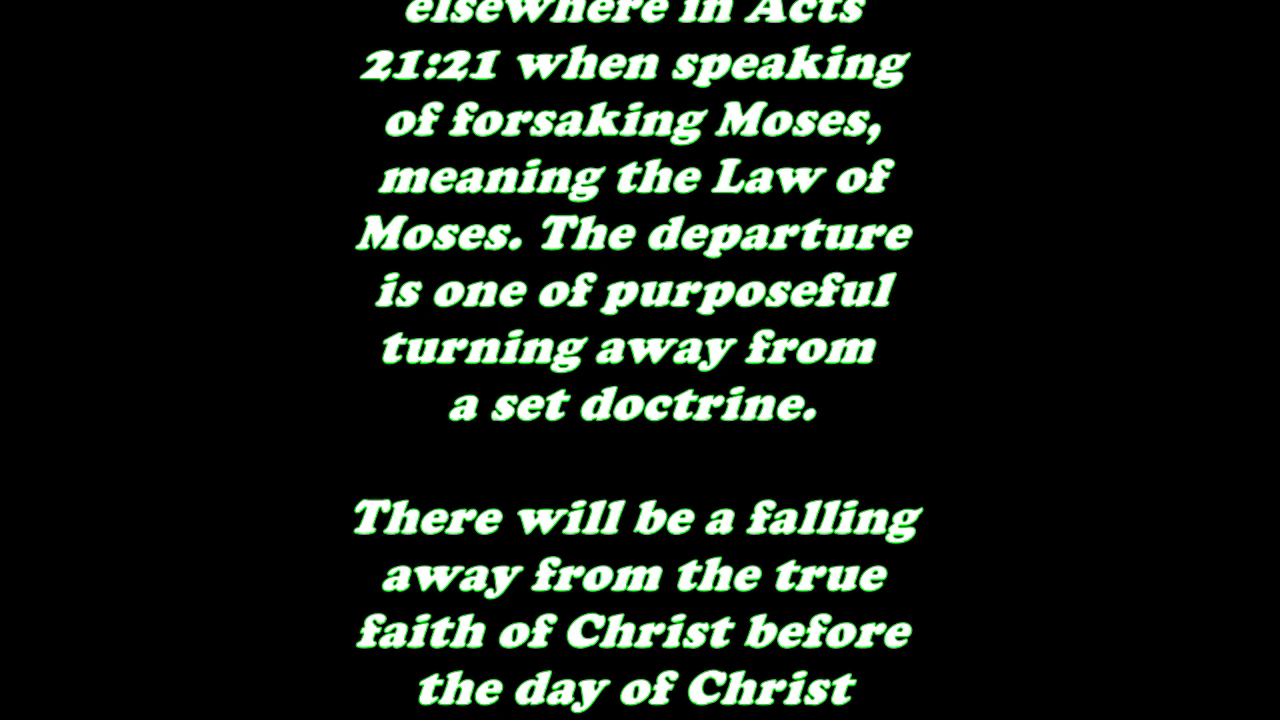 elsewhere in Acts
21:21 when speaking
of forsaking Moses,
meaning the Law of
Moses. The departure
is one of purposeful
turning away from
a set doctrine.
There will be a falling
away from the true
faith of Christ before
the day of Christ